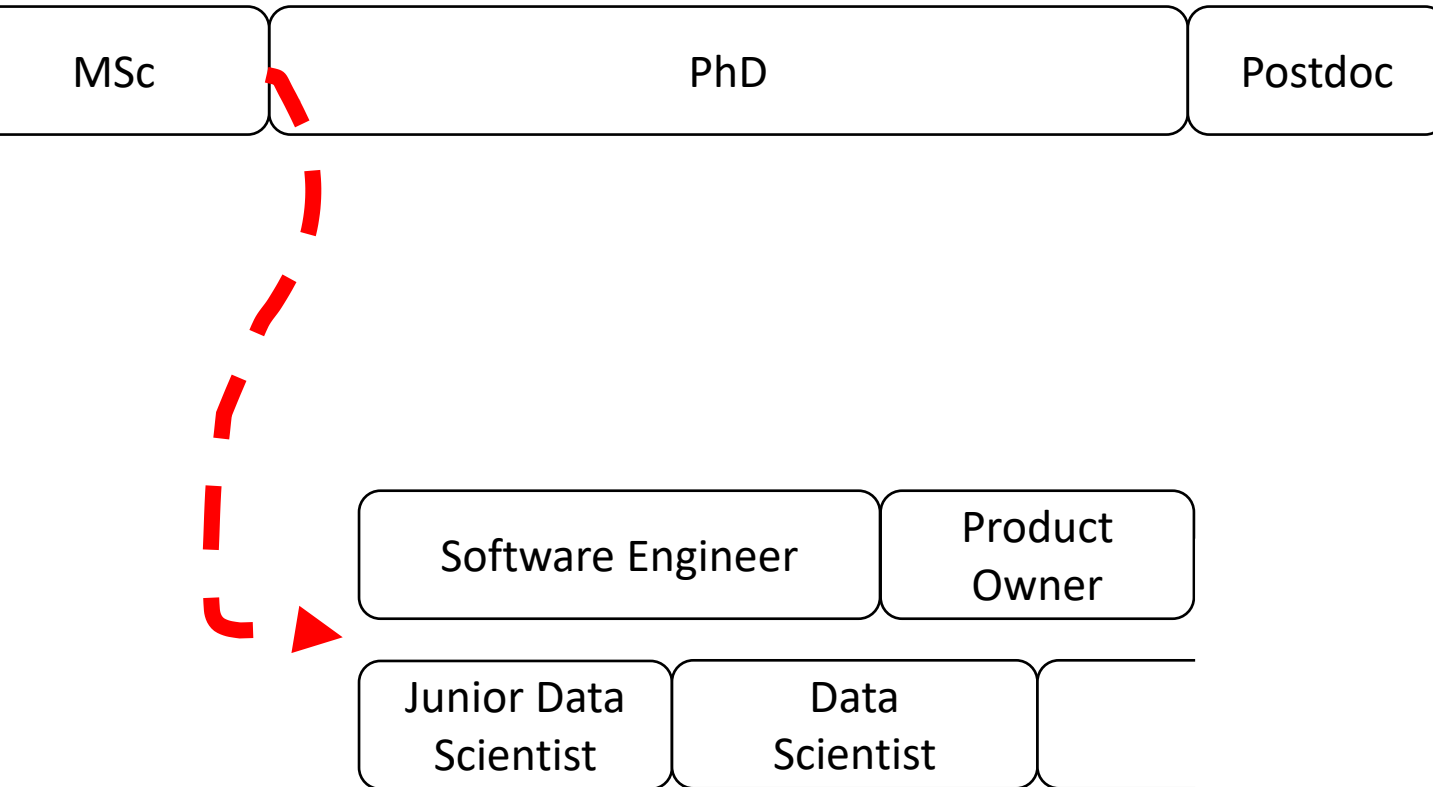 MSc
PhD
Postdoc
Software Engineer
Product
Owner
Junior Data
Scientist
Data
Scientist